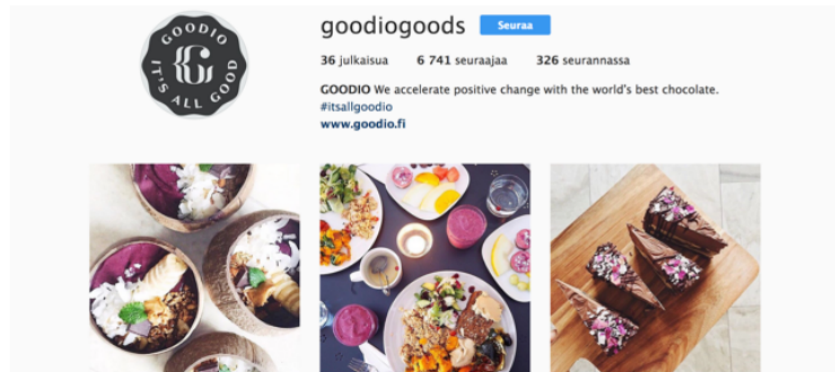 GOODIO
IT'S ALL GOOD
goodiogoods Seuraa
36 julkaisua 6 741 seuraajaa 326 seurannassa
GOODIO We accelerate positive change with the world's best chocolate.
#itsallgoodio
www.goodio.fi